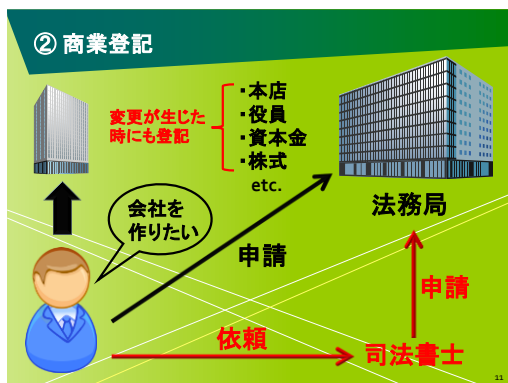 ② 商業登記
変更が生じた
時にも登記
・本店
・役員
・資本金
・株式
etc.
法務局
会社を
作りたい
申請
申請
依頼
司法書士
11